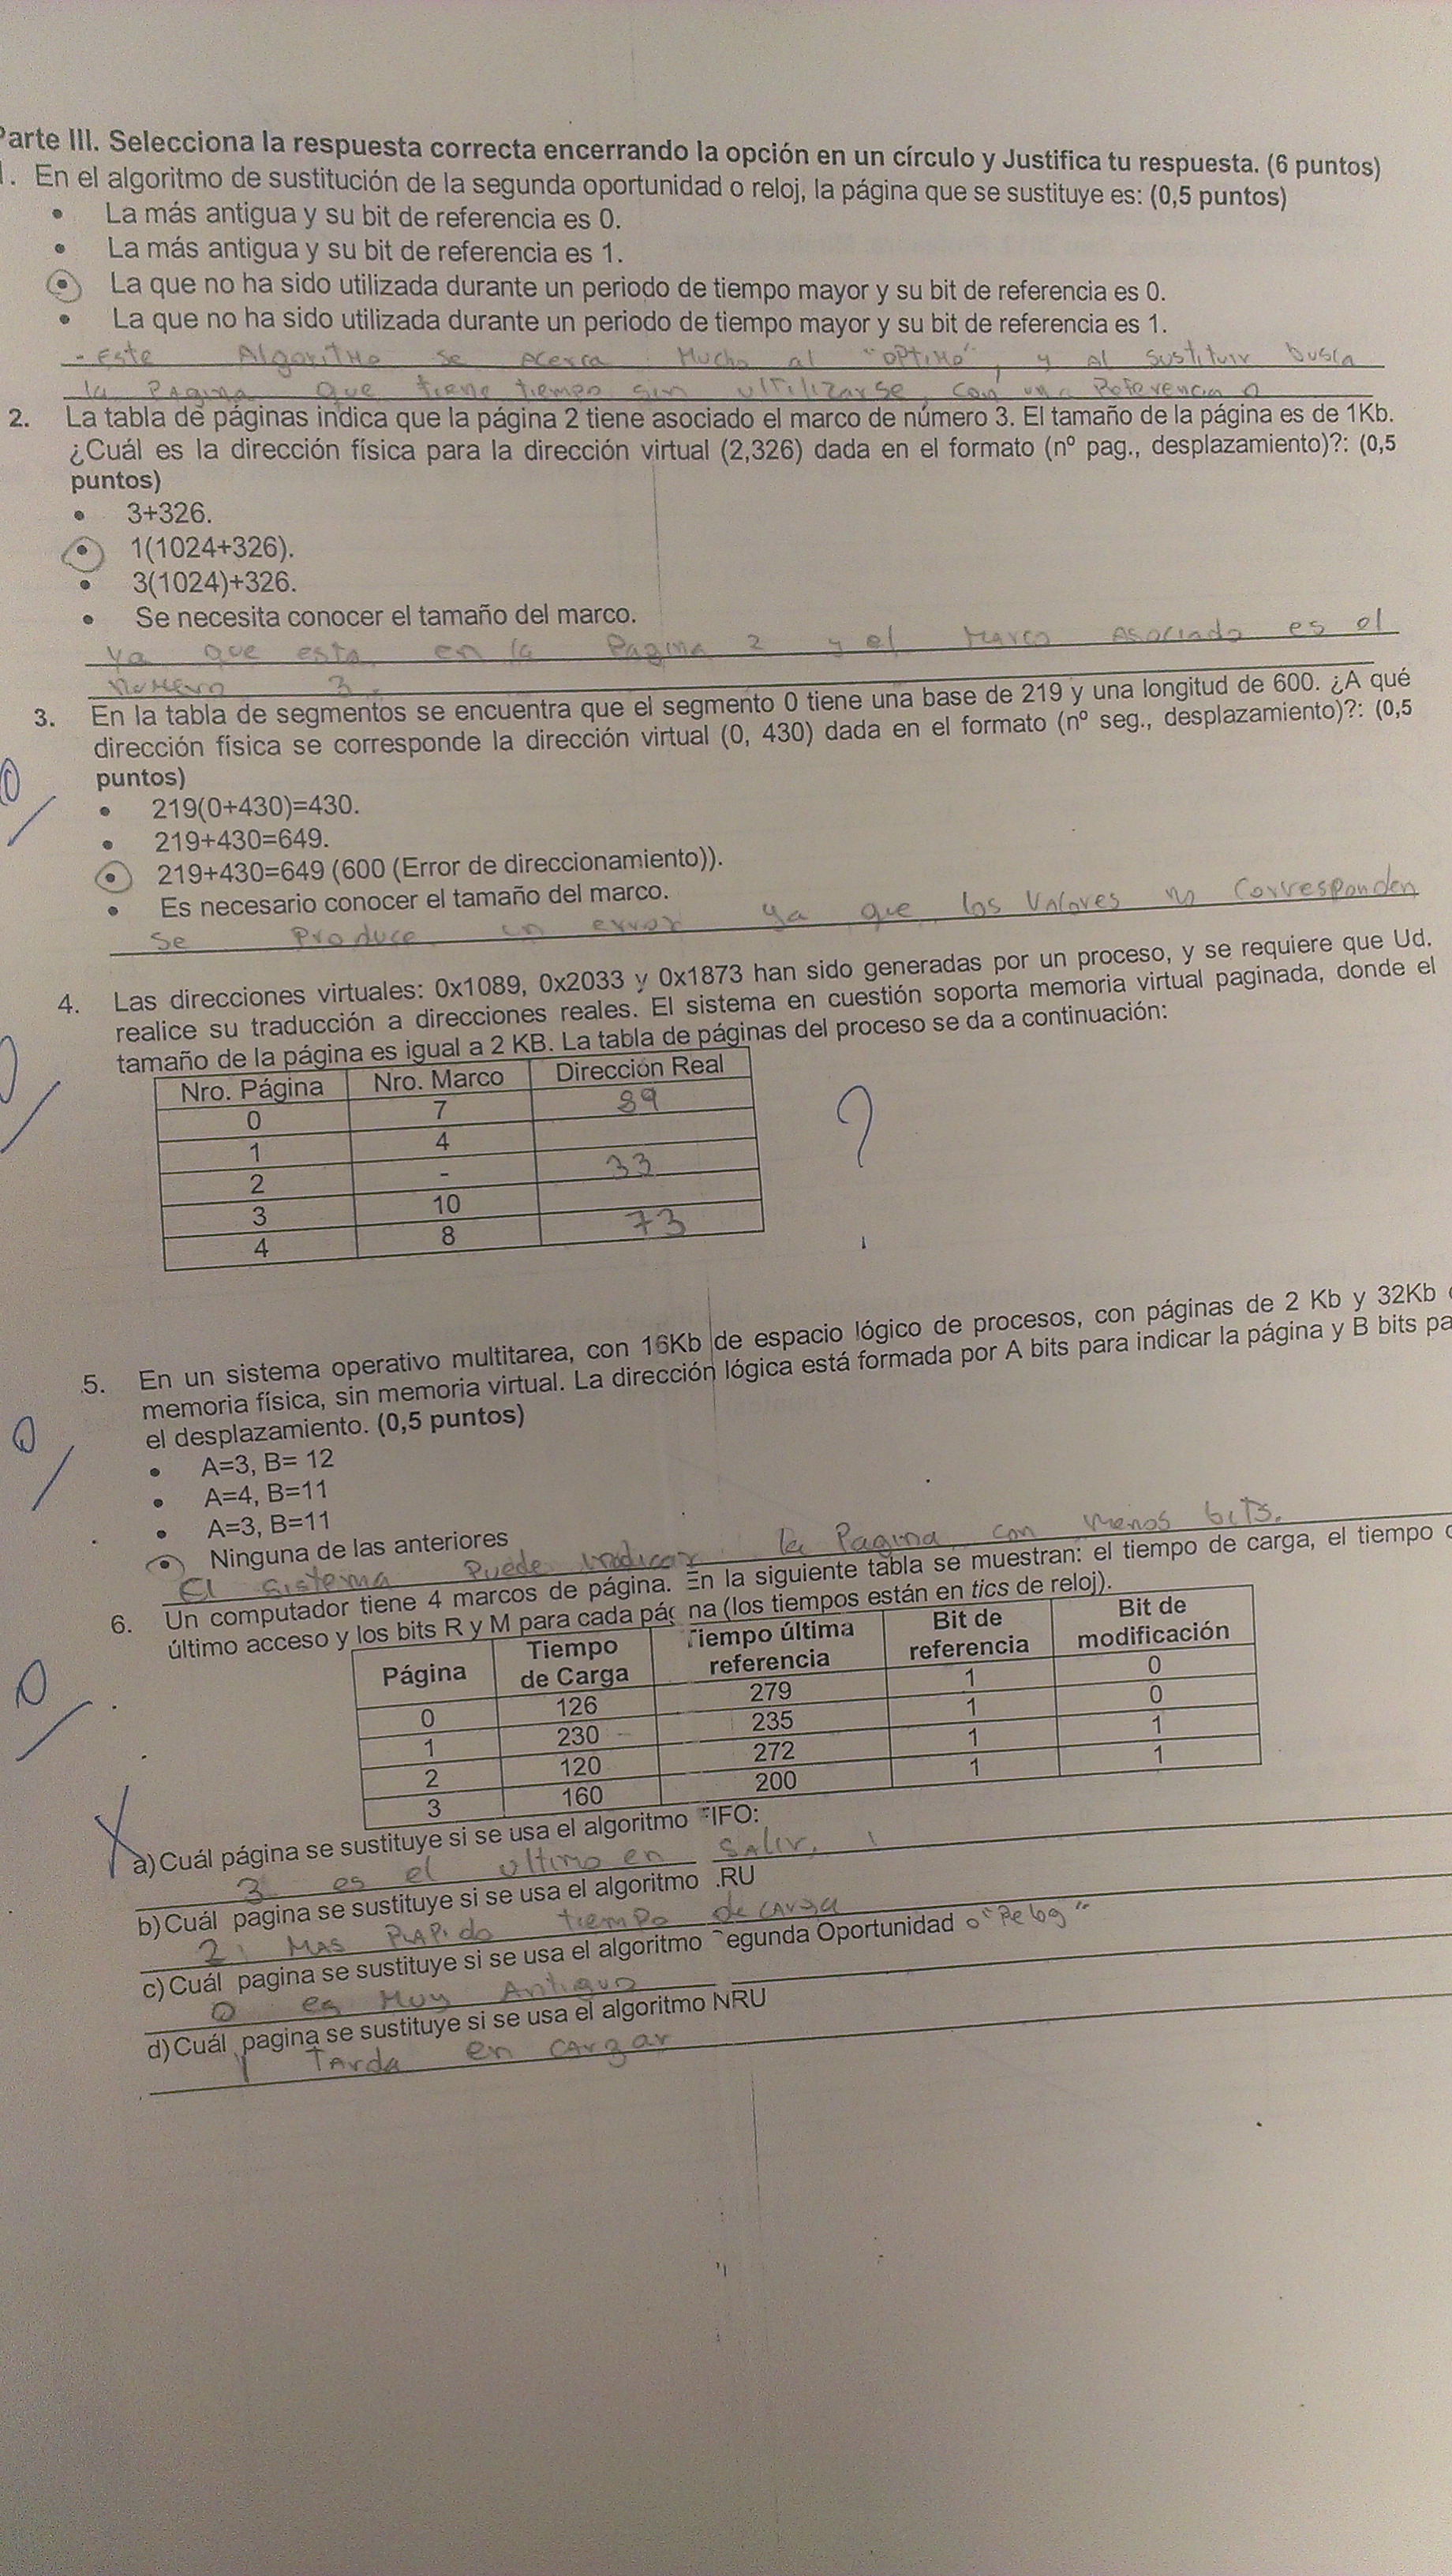 Parte III. Selecciona la respuesta correcta encerrando la opción en un círculo y Justifica tu respuesta. (6 puntos)
1. En el algoritmo de sustitución de la segunda oportunidad o reloj, la página que se sustituye es: (0,5 puntos)
• La más antigua y su bit de referencia es 0.
• La más antigua y su bit de referencia es 1.
• La que no ha sido utilizada durante un periodo de tiempo mayor y su bit de referencia es 0.
• La que no ha sido utilizada durante un periodo de tiempo mayor y su bit de referencia es 1.
- Este Algoritmo se acerca mucho al "optimo", y al sustituir busca
la pagina que tiene tiempo sin ultilizarse, con una Referencia 0
2. La tabla de páginas indica que la página 2 tiene asociado el marco de número 3. El tamaño de la página es de 1Kb.
¿Cuál es la dirección física para la dirección virtual (2,326) dada en el formato (nº pag., desplazamiento)?: (0,5
puntos)
• 3+326.
• 1(1024+326).
• 3(1024)+326.
• Se necesita conocer el tamaño del marco.
Ya que esta en la Pagina 2 y el Marco Asociado es el
numero 3.
3. En la tabla de segmentos se encuentra que el segmento 0 tiene una base de 219 y una longitud de 600. ¿A qué
dirección física se corresponde la dirección virtual (0, 430) dada en el formato (nº seg., desplazamiento)?: (0,5
puntos)
• 219(0+430)=430.
• 219+430=649.
• 219+430=649 (600 (Error de direccionamiento)).
• Es necesario conocer el tamaño del marco.
Se Produce un error ya que los Valores no Corresponden
4. Las direcciones virtuales: 0x1089, 0x2033 y 0x1873 han sido generadas por un proceso, y se requiere que Ud.
realice su traducción a direcciones reales. El sistema en cuestión soporta memoria virtual paginada, donde el
tamaño de la página es igual a 2 KB. La tabla de páginas del proceso se da a continuación:
Nro. Página Nro. Marco Dirección Real
0 7 89
1 4
2 - 33
3 10
4 8 73
?
5. En un sistema operativo multitarea, con 16Kb de espacio lógico de procesos, con páginas de 2 Kb y 32Kb
memoria física, sin memoria virtual. La dirección lógica está formada por A bits para indicar la página y B bits pa
el desplazamiento. (0,5 puntos)
• A=3, B= 12
• A=4, B=11
• A=3, B=11
• Ninguna de las anteriores
El sistema Puede indicar la Pagina con menos bits.
6. Un computador tiene 4 marcos de página. En la siguiente tabla se muestran: el tiempo de carga, el tiempo
último acceso y los bits R y M para cada pág na (los tiempos están en tics de reloj).
Página Tiempo de Carga Tiempo última referencia Bit de referencia Bit de modificación
0 126 279 1 0
1 230 235 1 0
2 120 272 1 1
3 160 200 1 1
a) Cuál página se sustituye si se usa el algoritmo FIFO:
3 es el ultimo en salir,
b) Cuál pagina se sustituye si se usa el algoritmo LRU
2, Mas Rapido tiempo de carga
c) Cuál pagina se sustituye si se usa el algoritmo Segunda Oportunidad o "Reloj"
0 es Muy Antiguo
d) Cuál pagina se sustituye si se usa el algoritmo NRU
1 Tarda en cargar